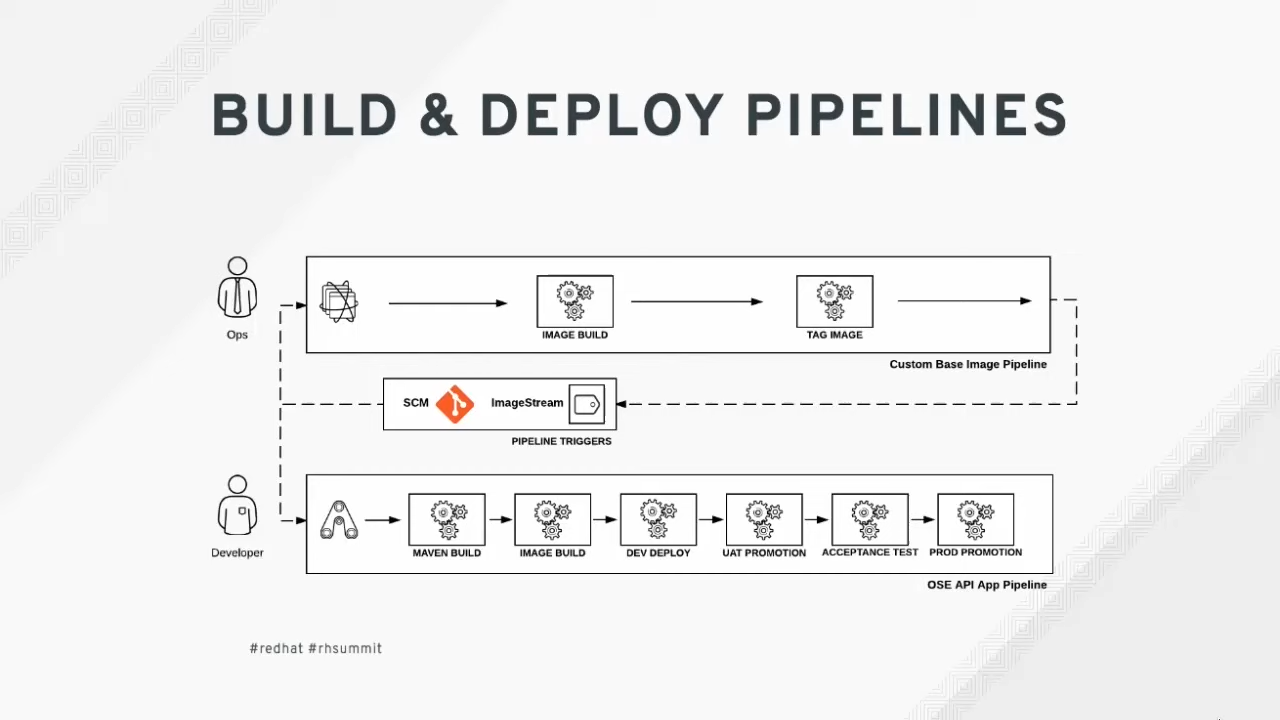 BUILD & DEPLOY PIPELINES
Ops
IMAGE BUILD
TAG IMAGE
Custom Base Image Pipeline
SCM
ImageStream
PIPELINE TRIGGERS
Developer
MAVEN BUILD
IMAGE BUILD
DEV DEPLOY
UAT PROMOTION
ACCEPTANCE TEST
PROD PROMOTION
OSE API App Pipeline
#redhat #rhsummit